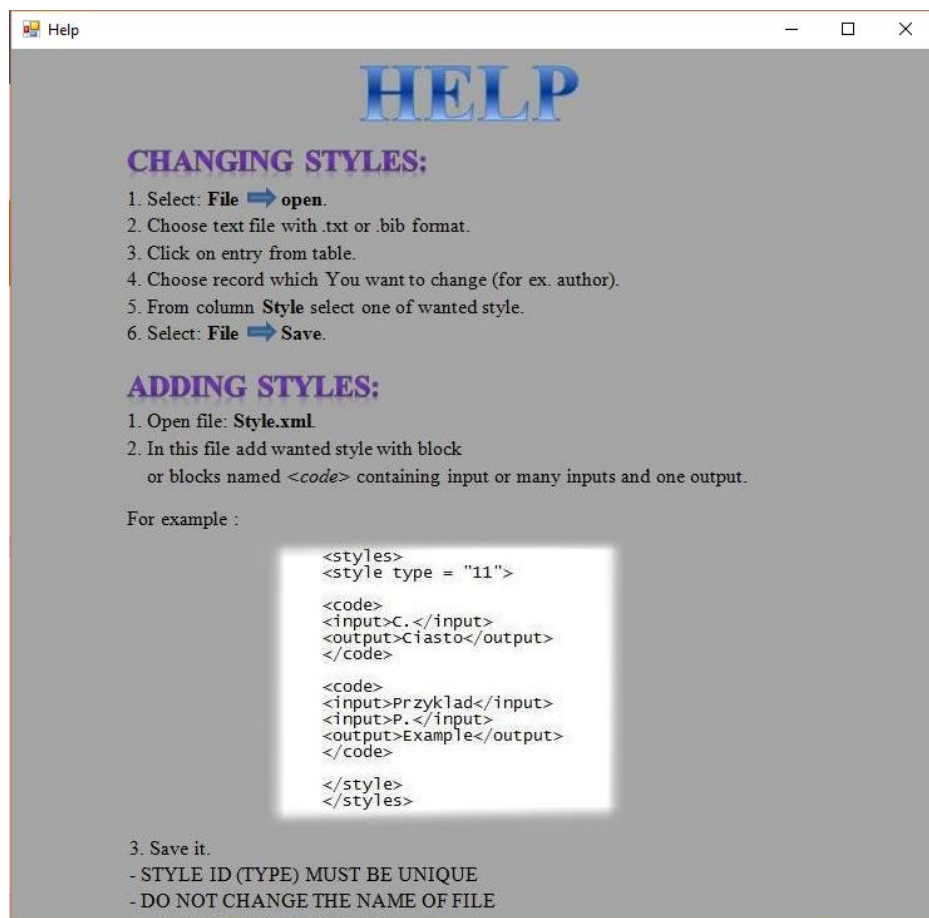 Help
HELP
CHANGING STYLES:
1. Select: File open.
2. Choose text file with .txt or .bib format.
3. Click on entry from table.
4. Choose record which You want to change (for ex. author).
5. From column Style select one of wanted style.
6. Select: File Save.
ADDING STYLES:
1. Open file: Style.xml.
2. In this file add wanted style with block
or blocks named <code> containing input or many inputs and one output.
For example :
<styles>
<style type = "11">
<code>
<input>C.</input>
<output>Ciasto</output>
</code>
<code>
<input>Przyklad</input>
<input>P.</input>
<output>Example</output>
</code>
</style>
</styles>
3. Save it.
- STYLE ID (TYPE) MUST BE UNIQUE
- DO NOT CHANGE THE NAME OF FILE